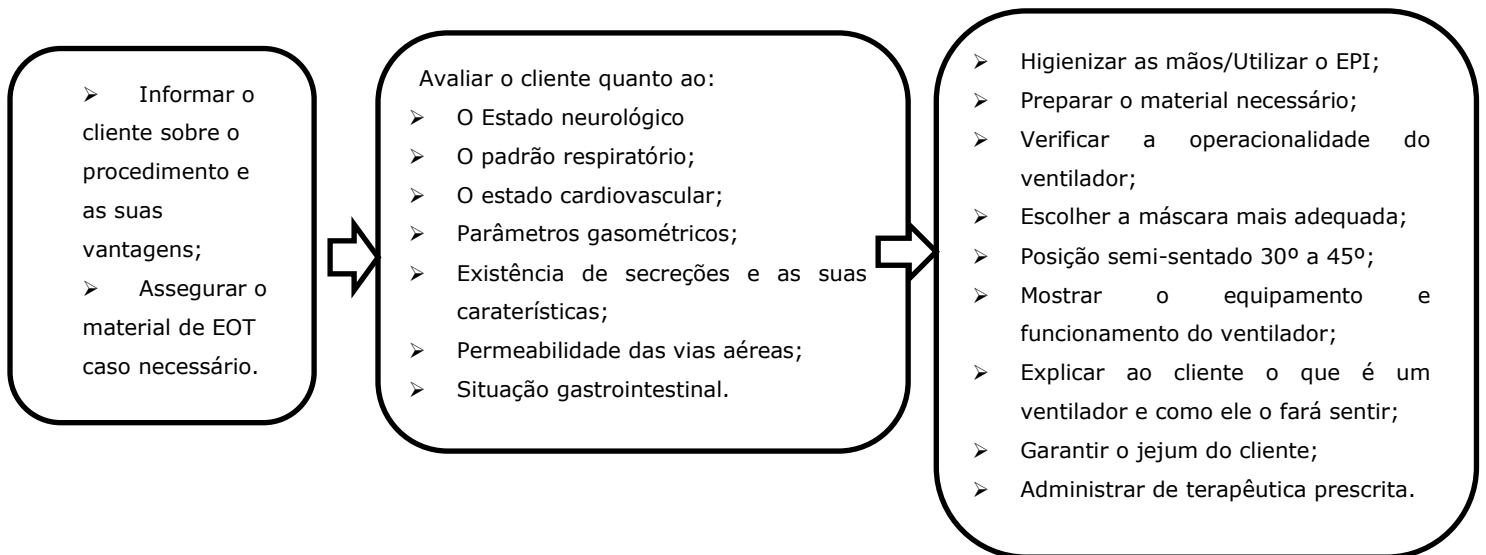 ➢ Informar o
cliente sobre o
procedimento e
as suas
vantagens;
➢ Assegurar o
material de EOT
caso necessário.
Avaliar o cliente quanto ao:
➢ O Estado neurológico
➢ O padrão respiratório;
➢ O estado cardiovascular;
➢ Parâmetros gasométricos;
➢ Existência de secreções e as suas
caraterísticas;
➢ Permeabilidade das vias aéreas;
➢ Situação gastrointestinal.
➢ Higienizar as mãos/Utilizar o EPI;
➢ Preparar o material necessário;
➢ Verificar a operacionalidade do
ventilador;
➢ Escolher a máscara mais adequada;
➢ Posição semi-sentado 30º a 45º;
➢ Mostrar o equipamento e
funcionamento do ventilador;
➢ Explicar ao cliente o que é um
ventilador e como ele o fará sentir;
➢ Garantir o jejum do cliente;
➢ Administrar de terapêutica prescrita.